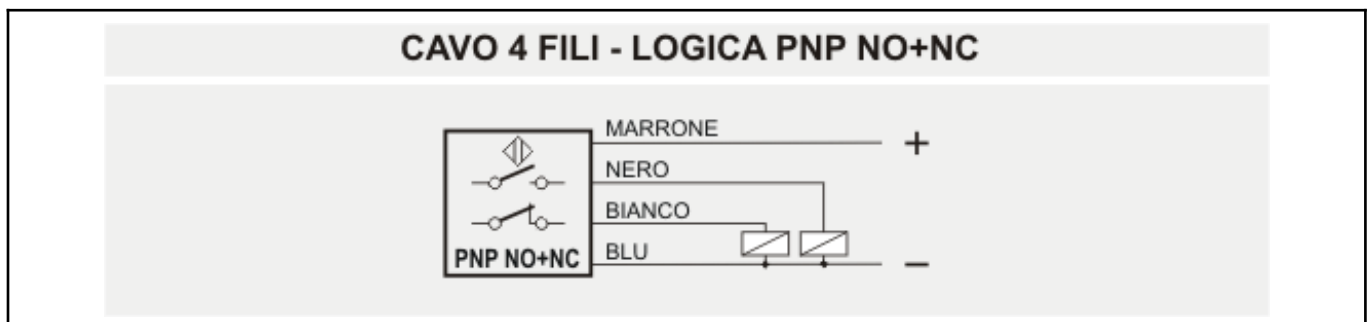 CAVO 4 FILI - LOGICA PNP NO+NC
MARRONE
+
NERO
BIANCO
BLU
PNP NO+NC
−